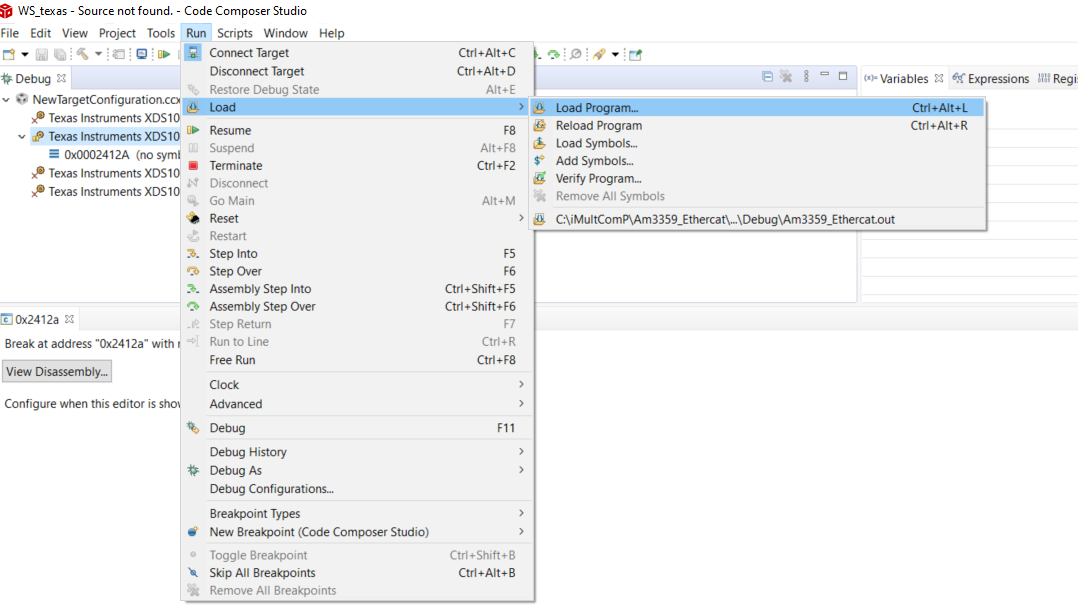 WS_texas - Source not found. - Code Composer Studio
File Edit View Project Tools Run Scripts Window Help
Debug
NewTargetConfiguration.ccx
Texas Instruments XDS10
Texas Instruments XDS10
0x0002412A (no symb
Texas Instruments XDS10
Texas Instruments XDS10
Connect Target Ctrl+Alt+C
Disconnect Target Ctrl+Alt+D
Restore Debug State Alt+E
Load
Resume F8
Suspend Alt+F8
Terminate Ctrl+F2
Disconnect
Go Main Alt+M
Reset
Restart
Step Into F5
Step Over F6
Assembly Step Into Ctrl+Shift+F5
Assembly Step Over Ctrl+Shift+F6
Step Return F7
Run to Line Ctrl+R
Free Run Ctrl+F8
Clock
Advanced
Debug F11
Debug History
Debug As
Debug Configurations...
Breakpoint Types
New Breakpoint (Code Composer Studio)
Toggle Breakpoint Ctrl+Shift+B
Skip All Breakpoints Ctrl+Alt+B
Remove All Breakpoints
Load Program... Ctrl+Alt+L
Reload Program Ctrl+Alt+R
Load Symbols...
Add Symbols...
Verify Program...
Remove All Symbols
C:\iMultComP\Am3359_Ethercat\...\Debug\Am3359_Ethercat.out
(x)= Variables Expressions Regi
0x2412a
Break at address "0x2412a" with
View Disassembly...
Configure when this editor is shov